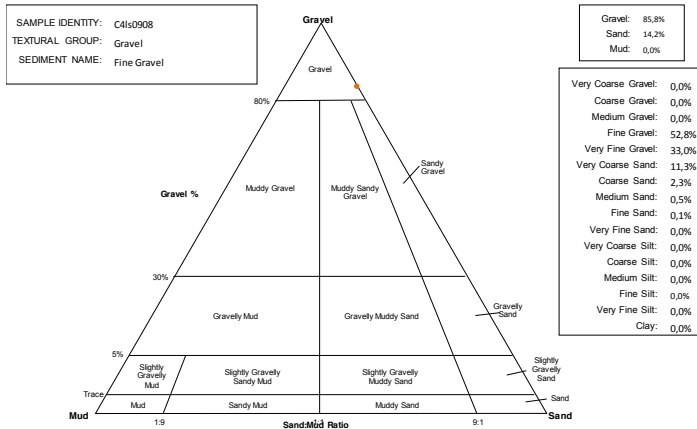 SAMPLE IDENTITY: C4ls0908
TEXTURAL GROUP: Gravel
SEDIMENT NAME: Fine Gravel
Gravel: 85,8%
Sand: 14,2%
Mud: 0,0%
Very Coarse Gravel: 0,0%
Coarse Gravel: 0,0%
Medium Gravel: 0,0%
Fine Gravel: 52,8%
Very Fine Gravel: 33,0%
Very Coarse Sand: 11,3%
Coarse Sand: 2,3%
Medium Sand: 0,5%
Fine Sand: 0,1%
Very Fine Sand: 0,0%
Very Coarse Silt: 0,0%
Coarse Silt: 0,0%
Medium Silt: 0,0%
Fine Silt: 0,0%
Very Fine Silt: 0,0%
Clay: 0,0%
Gravel
Gravel
80%
Sandy
Gravel
Muddy Gravel
Muddy Sandy
Gravel
Gravel %
30%
Gravelly Mud
Gravelly Muddy Sand
Gravelly
Sand
5%
Slightly
Gravelly
Mud
Slightly Gravelly
Sandy Mud
Slightly Gravelly
Muddy Sand
Slightly
Gravelly
Sand
Trace
Mud
Sandy Mud
Muddy Sand
Sand
Mud
1:9
1:1
9:1
Sand
Sand:Mud Ratio